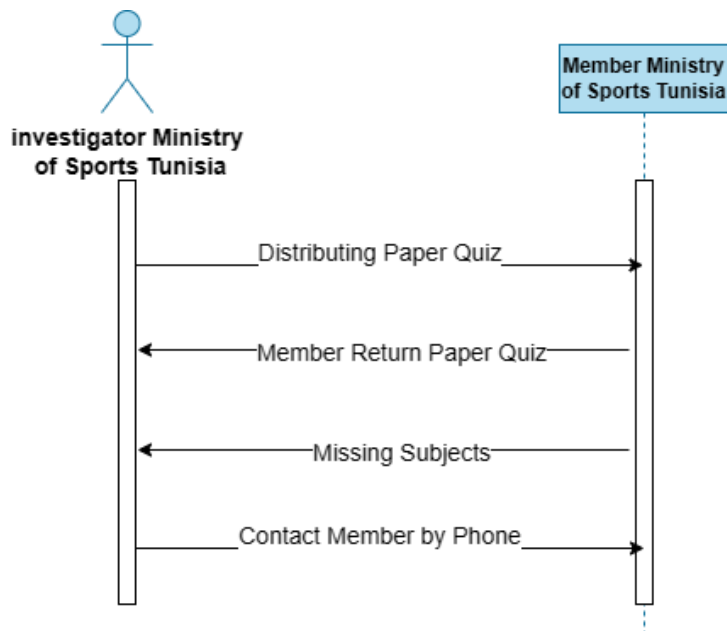 investigator Ministry
of Sports Tunisia
Member Ministry
of Sports Tunisia
Distributing Paper Quiz
Member Return Paper Quiz
Missing Subjects
Contact Member by Phone